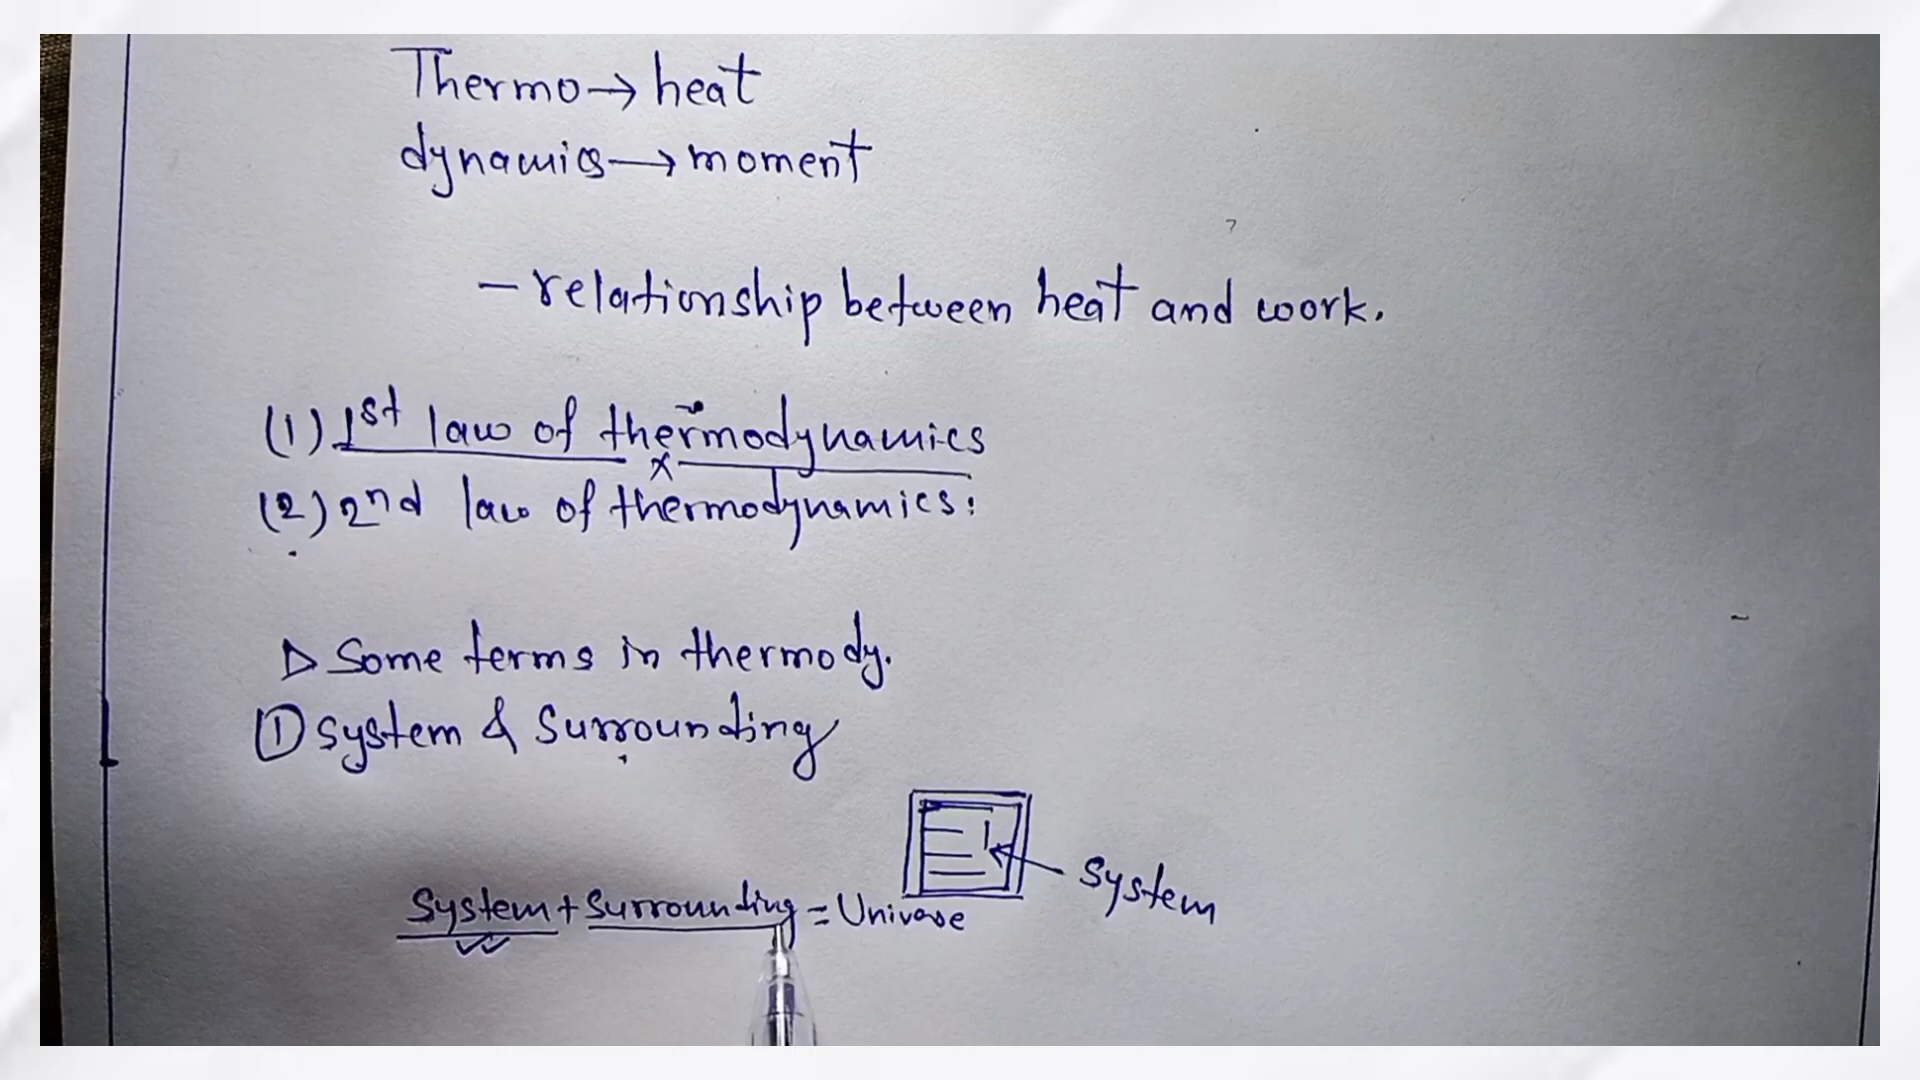 Thermo→heat
dynamics→moment
-relationship between heat and work.
(1) 1st law of thermodynamics
(2) 2nd law of thermodynamics:
▷ Some terms in thermody.
① System & Surrounding
System
System + Surrounding = Univese